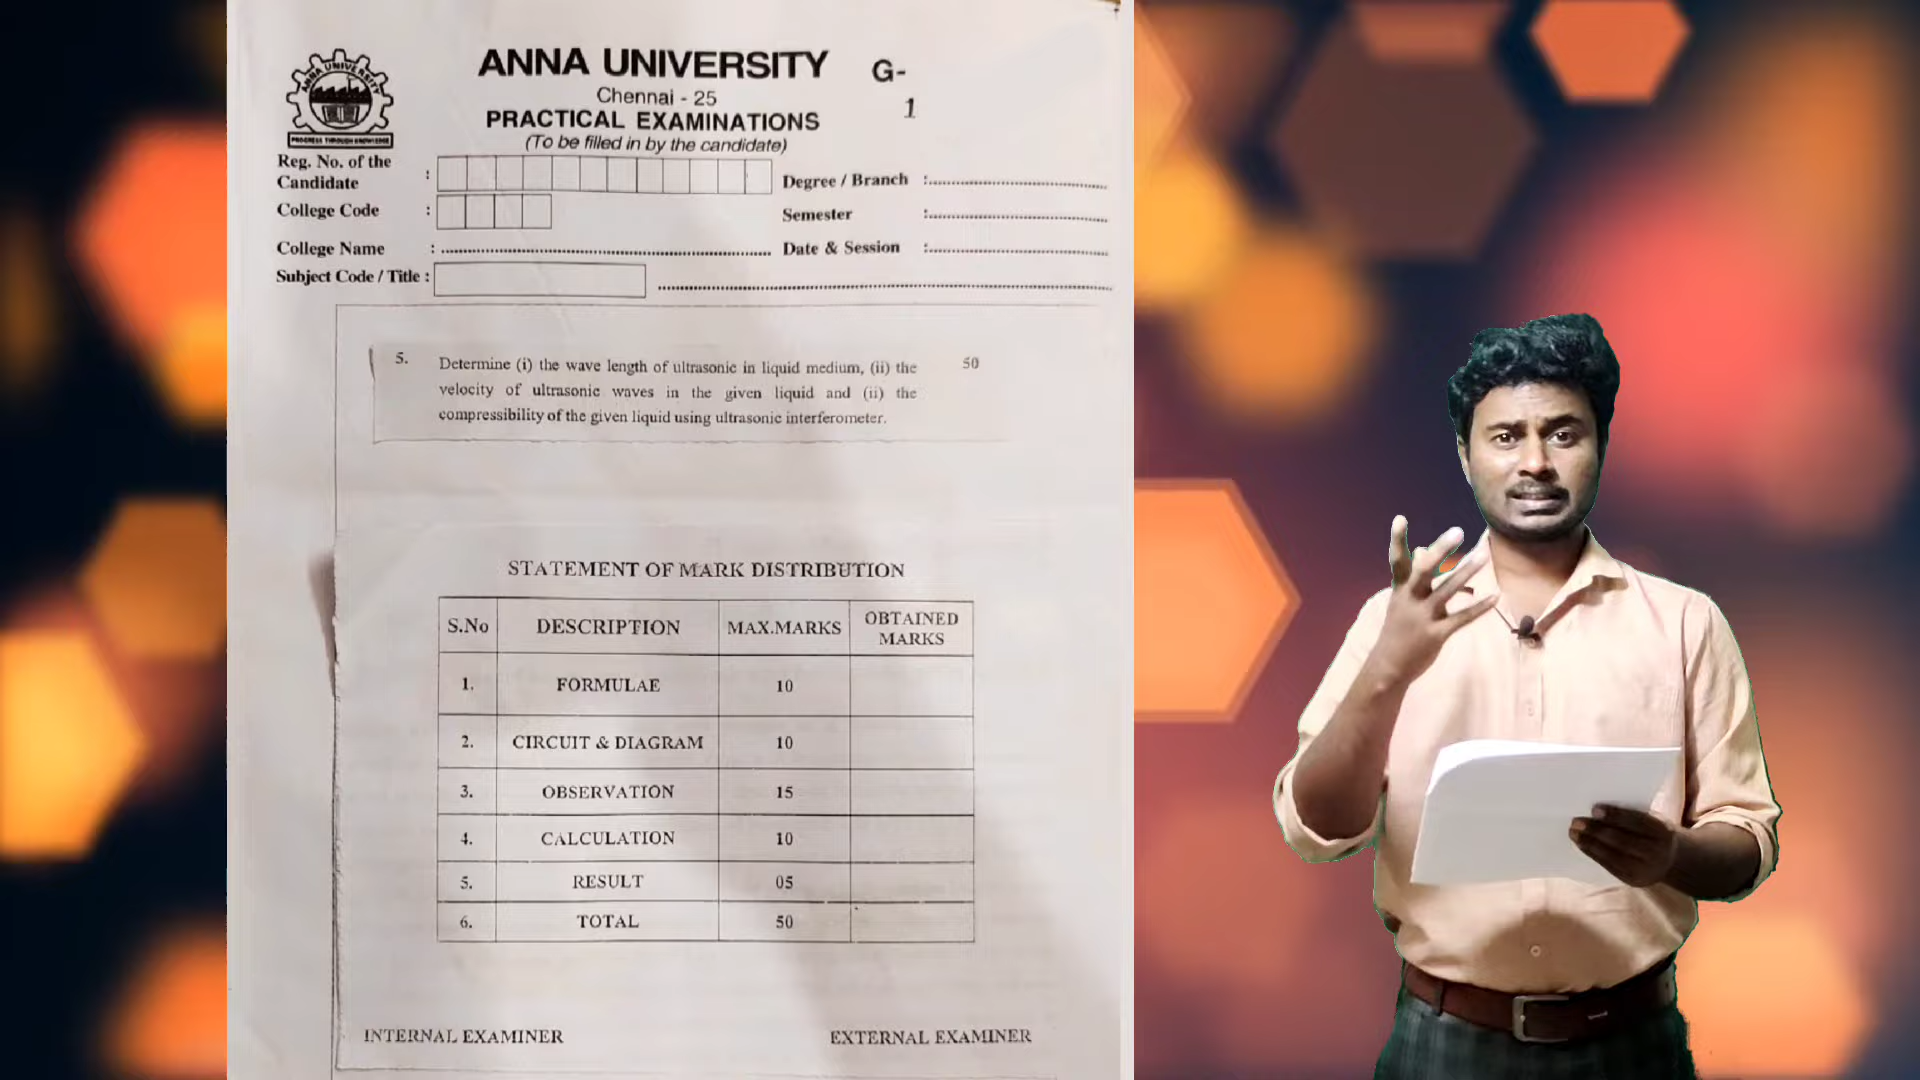 ANNA UNIVERSITY
PROGRESS THROUGH KNOWLEDGE
ANNA UNIVERSITY
G-
Chennai - 25
1
PRACTICAL EXAMINATIONS
(To be filled in by the candidate)
Reg. No. of the Candidate :
Degree / Branch :
College Code :
Semester :
College Name :
Date & Session :
Subject Code / Title :
5. Determine (i) the wave length of ultrasonic in liquid medium, (ii) the 50
velocity of ultrasonic waves in the given liquid and (ii) the
compressibility of the given liquid using ultrasonic interferometer.
STATEMENT OF MARK DISTRIBUTION
S.No DESCRIPTION MAX.MARKS OBTAINED MARKS
1. FORMULAE 10
2. CIRCUIT & DIAGRAM 10
3. OBSERVATION 15
4. CALCULATION 10
5. RESULT 05
6. TOTAL 50
INTERNAL EXAMINER EXTERNAL EXAMINER